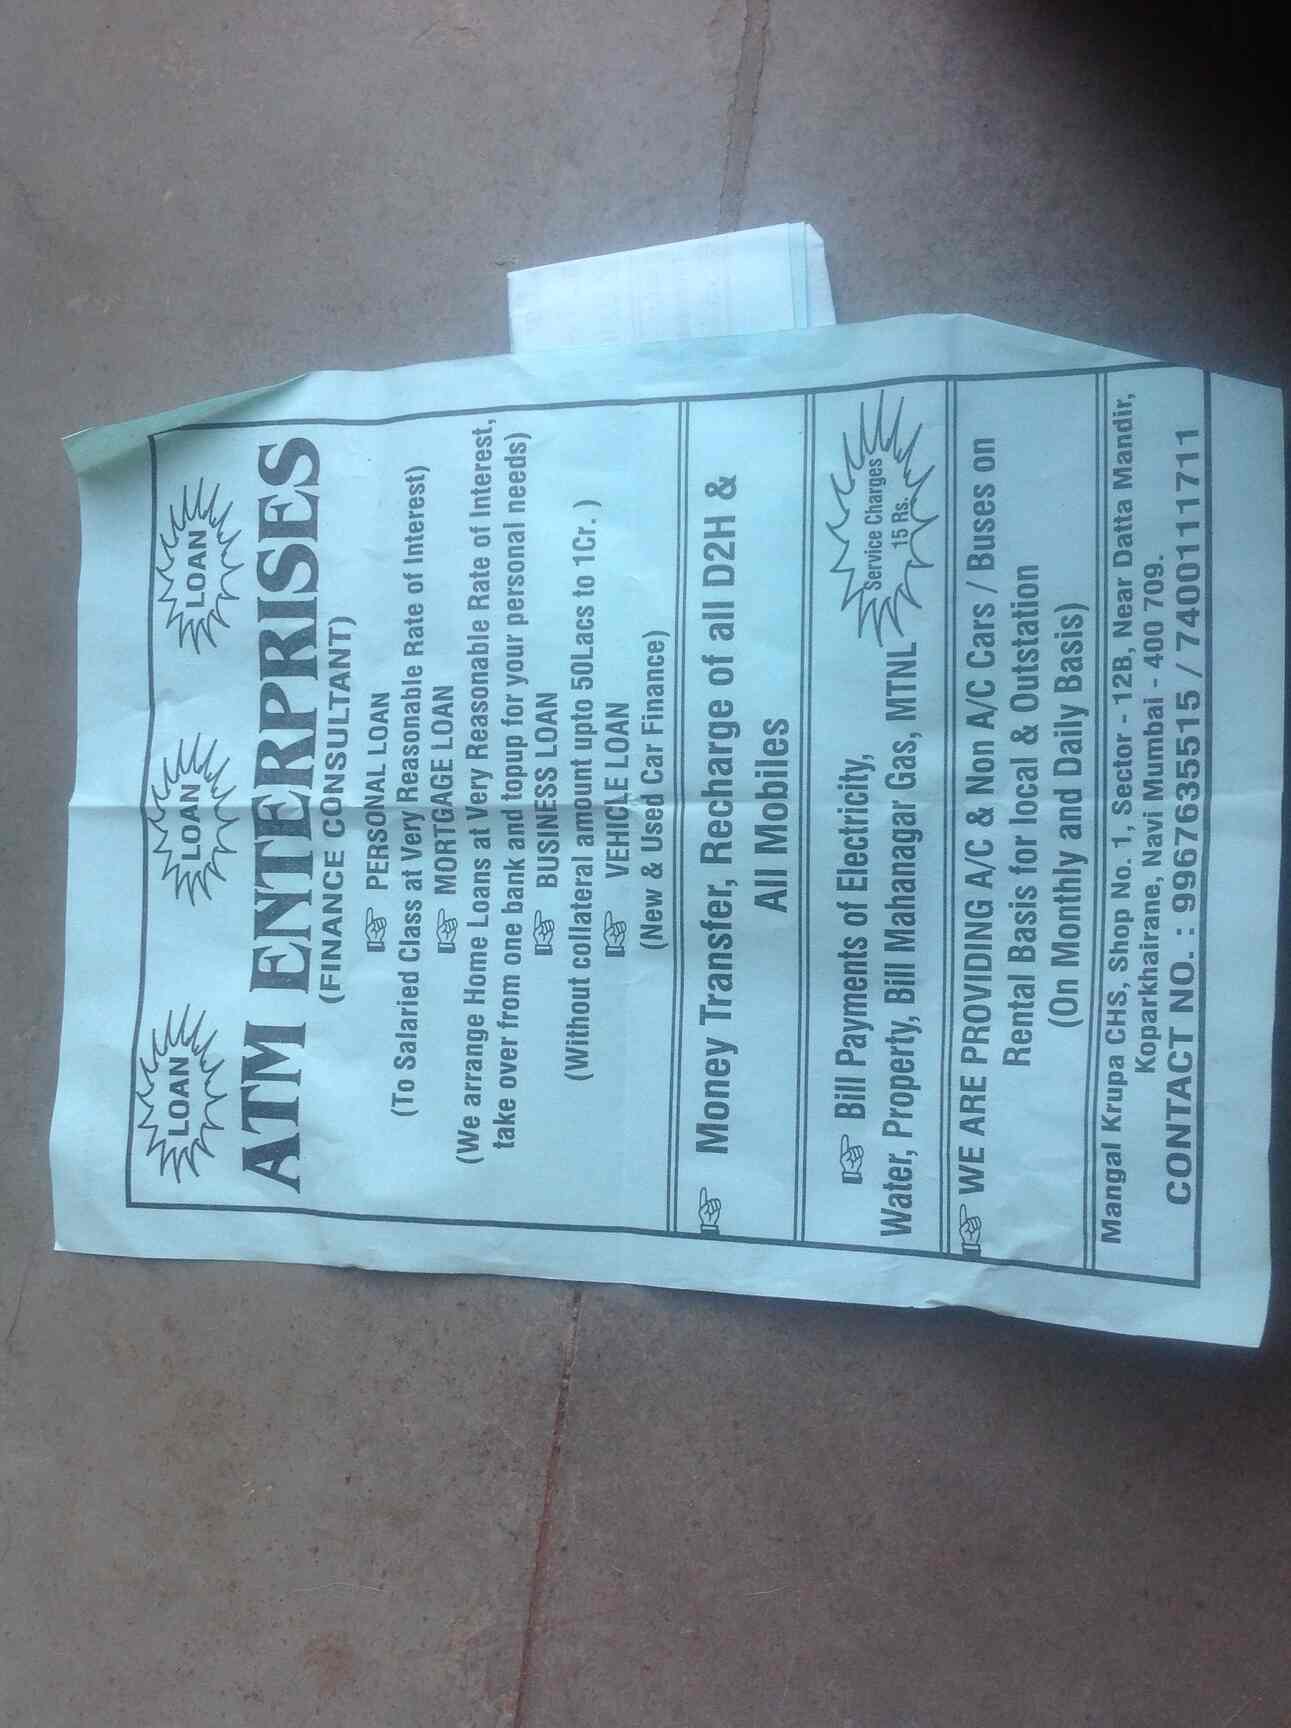 LOAN LOAN LOAN
ATM ENTERPRISES
(FINANCE CONSULTANT)
PERSONAL LOAN
(To Salaried Class at Very Reasonable Rate of Interest)
MORTGAGE LOAN
(We arrange Home Loans at Very Reasonable Rate of Interest,
take over from one bank and topup for your personal needs)
BUSINESS LOAN
(Without collateral amount upto 50Lacs to 1Cr. )
VEHICLE LOAN
(New & Used Car Finance)
Money Transfer, Recharge of all D2H &
All Mobiles
Bill Payments of Electricity,
Water, Property, Bill Mahanagar Gas, MTNL
Service Charges
15 Rs.
WE ARE PROVIDING A/C & Non A/C Cars / Buses on
Rental Basis for local & Outstation
(On Monthly and Daily Basis)
Mangal Krupa CHS, Shop No. 1, Sector - 12B, Near Datta Mandir,
Koparkhairane, Navi Mumbai - 400 709.
CONTACT NO. : 9967635515 / 7400111711